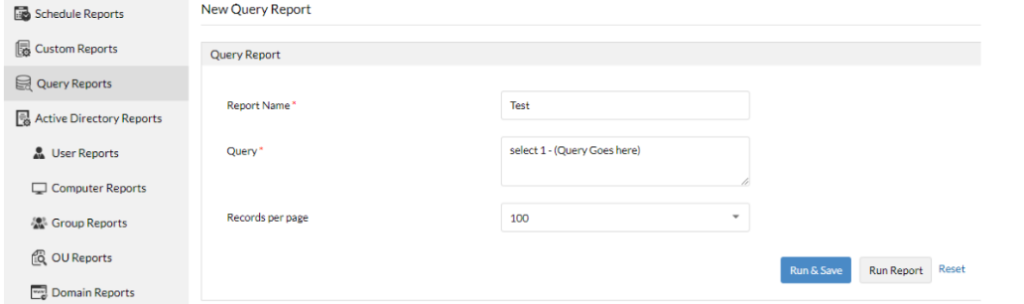 Schedule Reports
Custom Reports
Query Reports
Active Directory Reports
User Reports
Computer Reports
Group Reports
OU Reports
Domain Reports
New Query Report
Query Report
Report Name *
Test
Query *
select 1 - (Query Goes here)
Records per page
100
Run & Save
Run Report
Reset